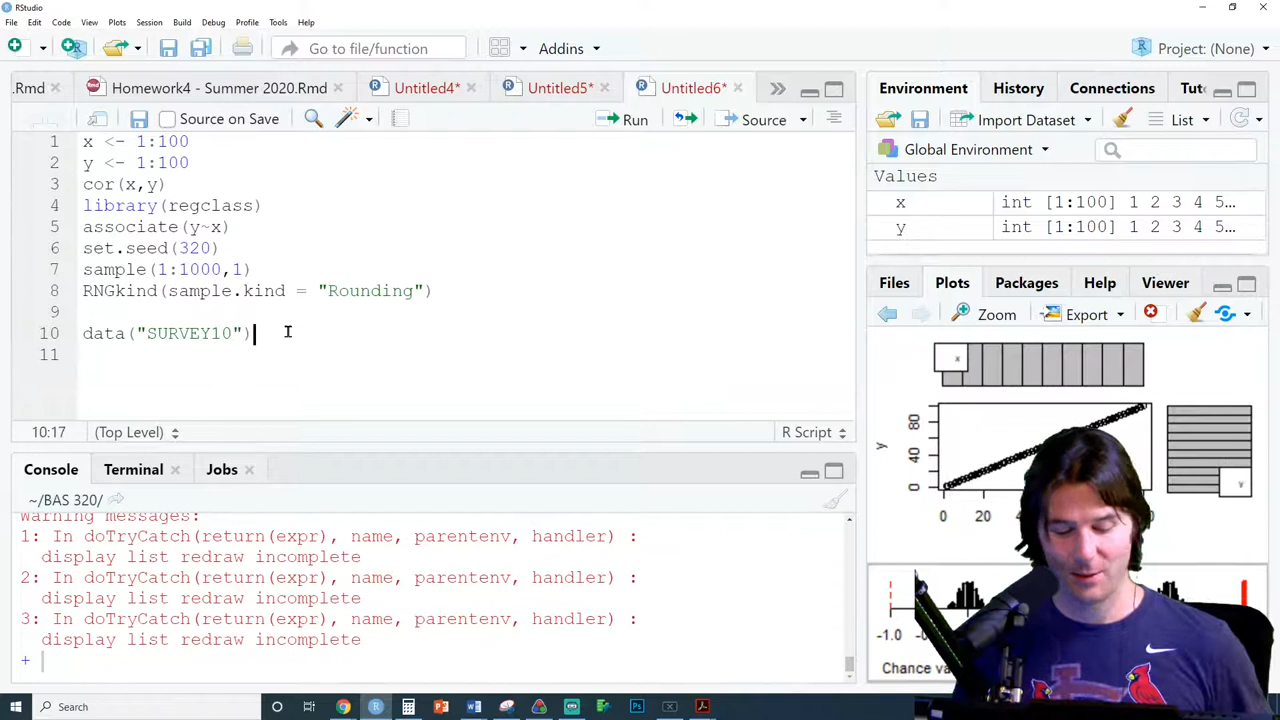 RStudio
File Edit Code View Plots Session Build Debug Profile Tools Help
Go to file/function Addins Project: (None)
.Rmd Homework4 - Summer 2020.Rmd Untitled4* Untitled5* Untitled6*
Source on Save Run Source
1 x <- 1:100
2 y <- 1:100
3 cor(x,y)
4 library(regclass)
5 associate(y~x)
6 set.seed(320)
7 sample(1:1000,1)
8 RNGkind(sample.kind = "Rounding")
9
10 data("SURVEY10")
11
10:17 (Top Level) R Script
Console Terminal Jobs
~/BAS 320/
Warning messages:
1: In doTryCatch(return(expr), name, parentenv, handler) :
display list redraw incomplete
2: In doTryCatch(return(expr), name, parentenv, handler) :
display list redraw incomplete
3: In doTryCatch(return(expr), name, parentenv, handler) :
display list redraw incomplete
+
Environment History Connections Tut
Import Dataset List
Global Environment
Values
x int [1:100] 1 2 3 4 5…
y int [1:100] 1 2 3 4 5…
Files Plots Packages Help Viewer
Zoom Export
x
y
0 40 80
y
0 20
-1.0
Chance va
Search